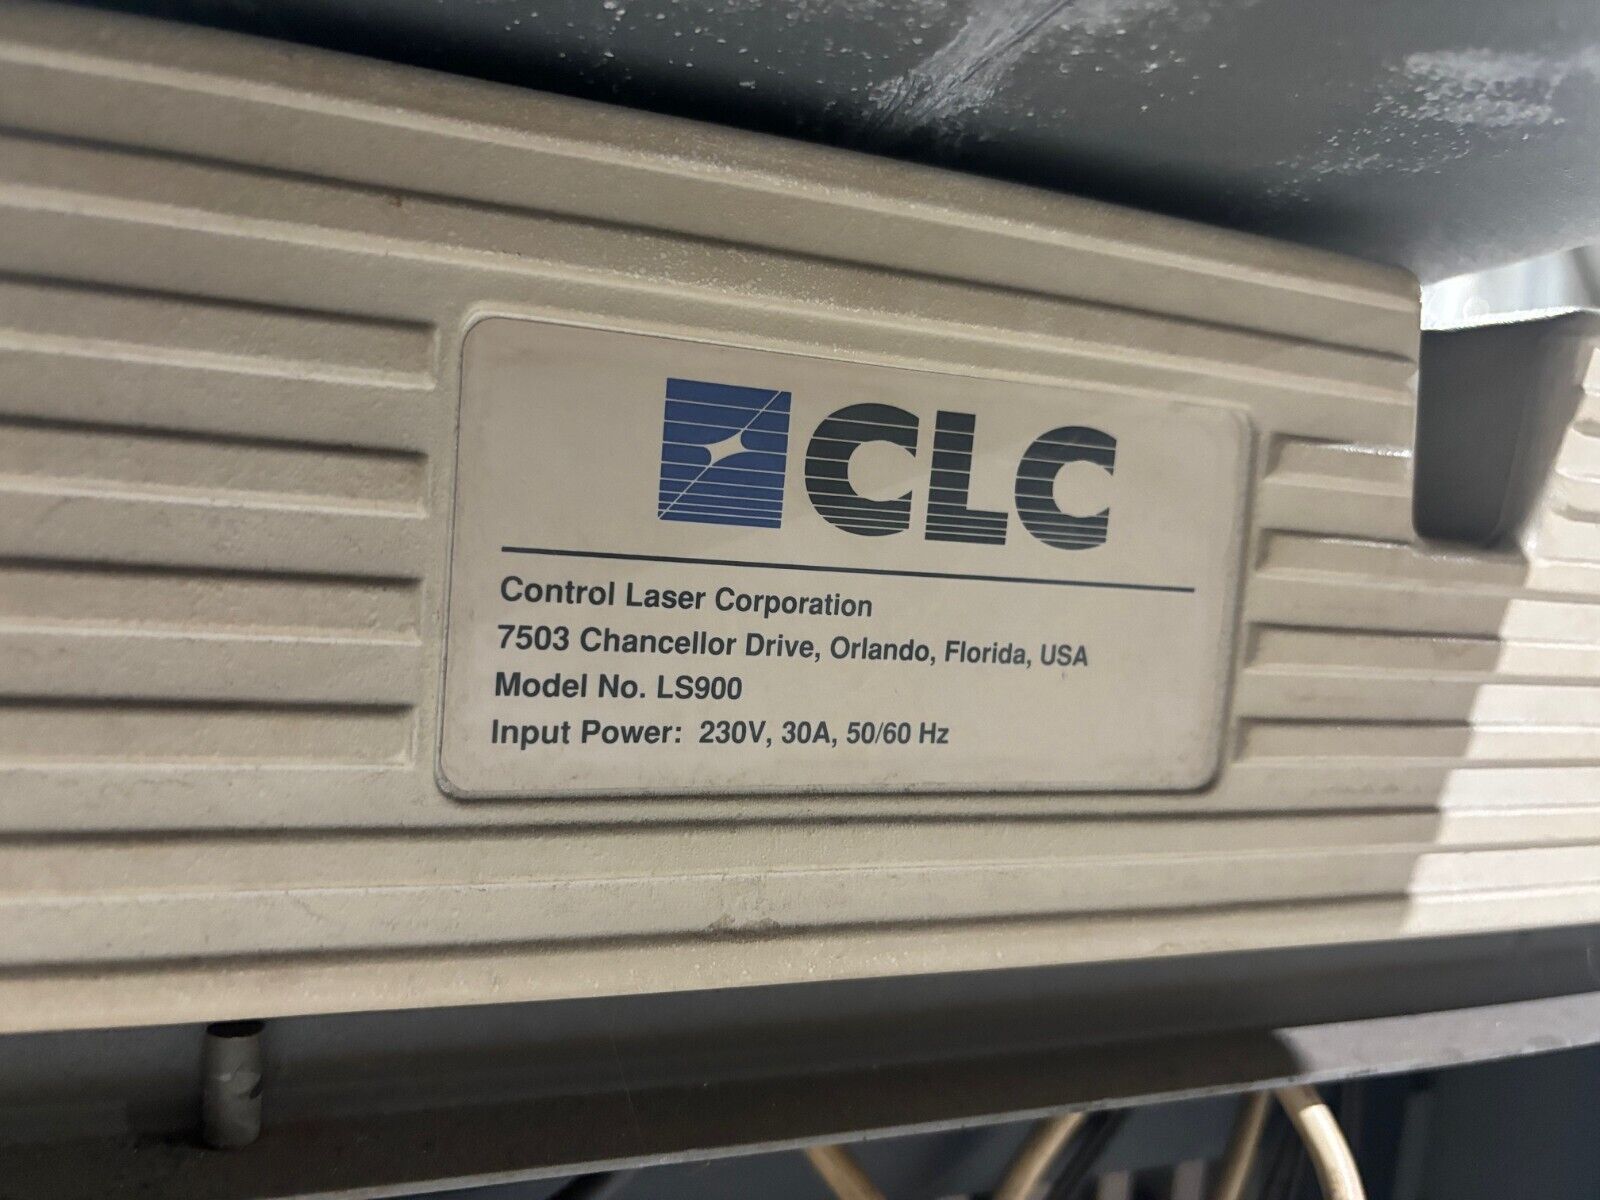 CLC
Control Laser Corporation
7503 Chancellor Drive, Orlando, Florida, USA
Model No. LS900
Input Power: 230V, 30A, 50/60 Hz